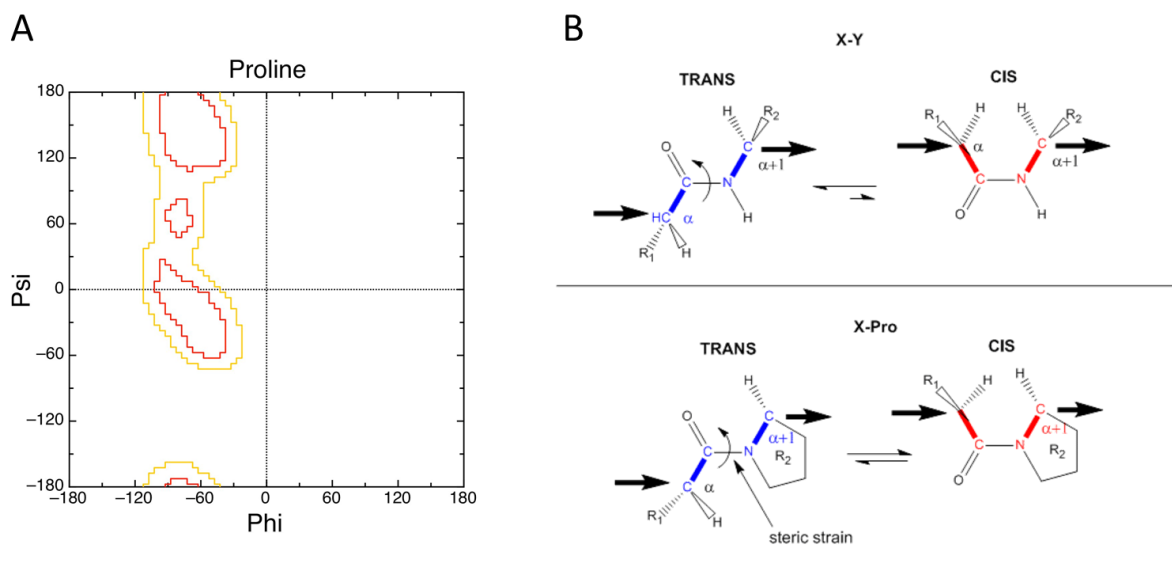 A
Proline
180
120
60
0
−60
−120
−180
Psi
−180 −120 −60 0 60 120 180
Phi
B
X-Y
TRANS
CIS
H
R2
O
C
α+1
C
N
HC
α
H
R1
H
R1
H
H
R2
α
C
α+1
C
N
O
H
X-Pro
TRANS
CIS
H
O
C
α+1
C
N
R2
α
C
R1
H
steric strain
R1
H
H
C
α+1
C
N
R2
O